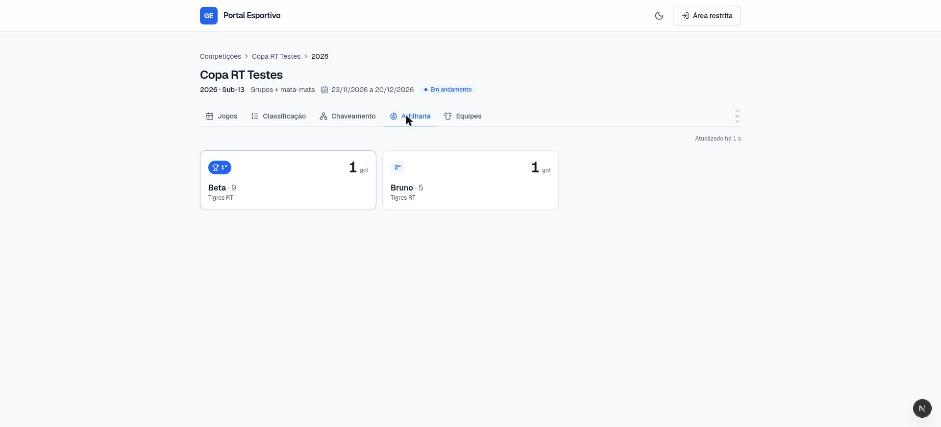 GE Portal Esportivo
Área restrita
Competições > Copa RT Testes > 2026
Copa RT Testes
2026 · Sub-13 Grupos + mata-mata 23/11/2026 a 20/12/2026 Em andamento
Jogos Classificação Chaveamento Artilharia Equipes
Atualizado há 1 s
1º 1 gol
Beta · 9
Tigres RT
2º 1 gol
Bruno · 5
Tigres RT
N